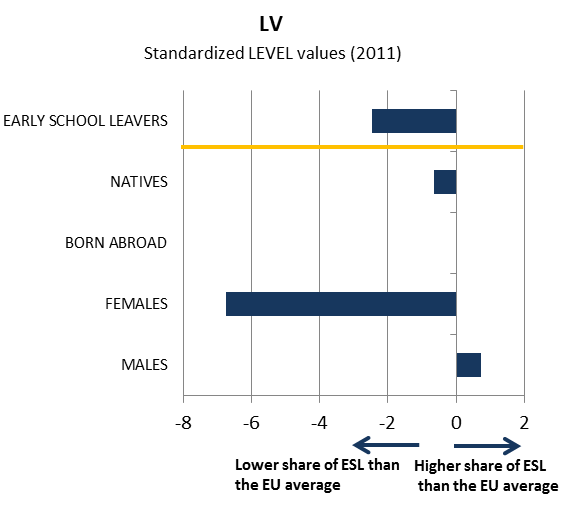 LV
Standardized LEVEL values (2011)
EARLY SCHOOL LEAVERS
NATIVES
BORN ABROAD
FEMALES
MALES
-8 -6 -4 -2 0 2
Lower share of ESL than
the EU average
Higher share of ESL
than the EU average